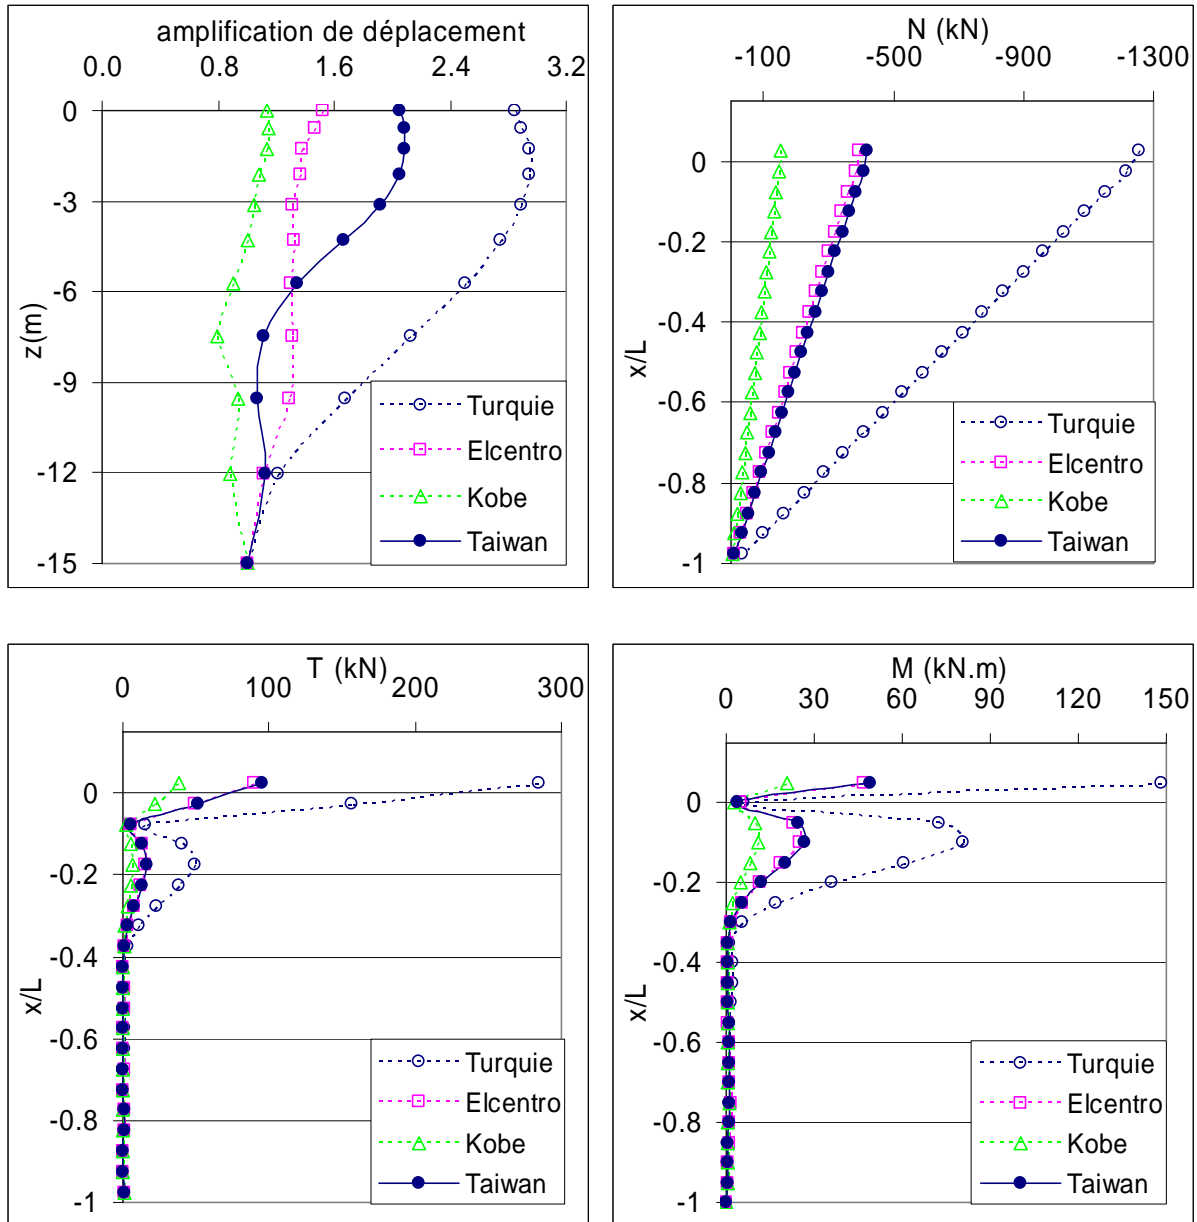 amplification de déplacement
0.0 0.8 1.6 2.4 3.2
0
-3
-6
-9
-12
-15
z(m)
Turquie
Elcentro
Kobe
Taiwan
N (kN)
-100 -500 -900 -1300
0
-0.2
-0.4
-0.6
-0.8
-1
x/L
Turquie
Elcentro
Kobe
Taiwan
T (kN)
0 100 200 300
0
-0.2
-0.4
-0.6
-0.8
-1
x/L
Turquie
Elcentro
Kobe
Taiwan
M (kN.m)
0 30 60 90 120 150
0
-0.2
-0.4
-0.6
-0.8
-1
x/L
Turquie
Elcentro
Kobe
Taiwan